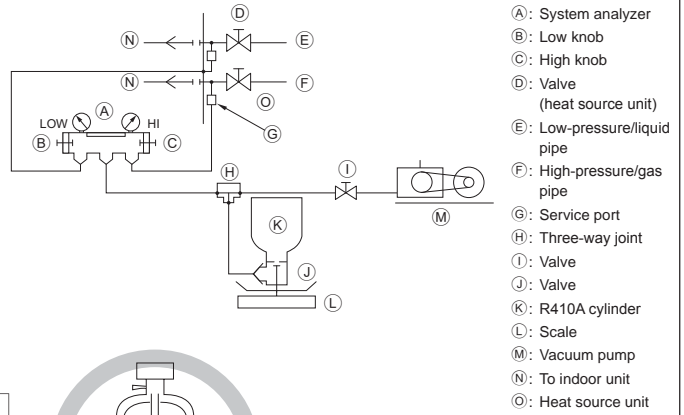 Ⓓ
Ⓝ Ⓔ
Ⓝ Ⓕ
Ⓐ Ⓞ
LOW HI Ⓖ
Ⓑ Ⓒ
Ⓗ Ⓘ
Ⓜ
Ⓚ
Ⓙ
Ⓛ
Ⓐ: System analyzer
Ⓑ: Low knob
Ⓒ: High knob
Ⓓ: Valve
(heat source unit)
Ⓔ: Low-pressure/liquid
pipe
Ⓕ: High-pressure/gas
pipe
Ⓖ: Service port
Ⓗ: Three-way joint
Ⓘ: Valve
Ⓙ: Valve
Ⓚ: R410A cylinder
Ⓛ: Scale
Ⓜ: Vacuum pump
Ⓝ: To indoor unit
Ⓞ: Heat source unit